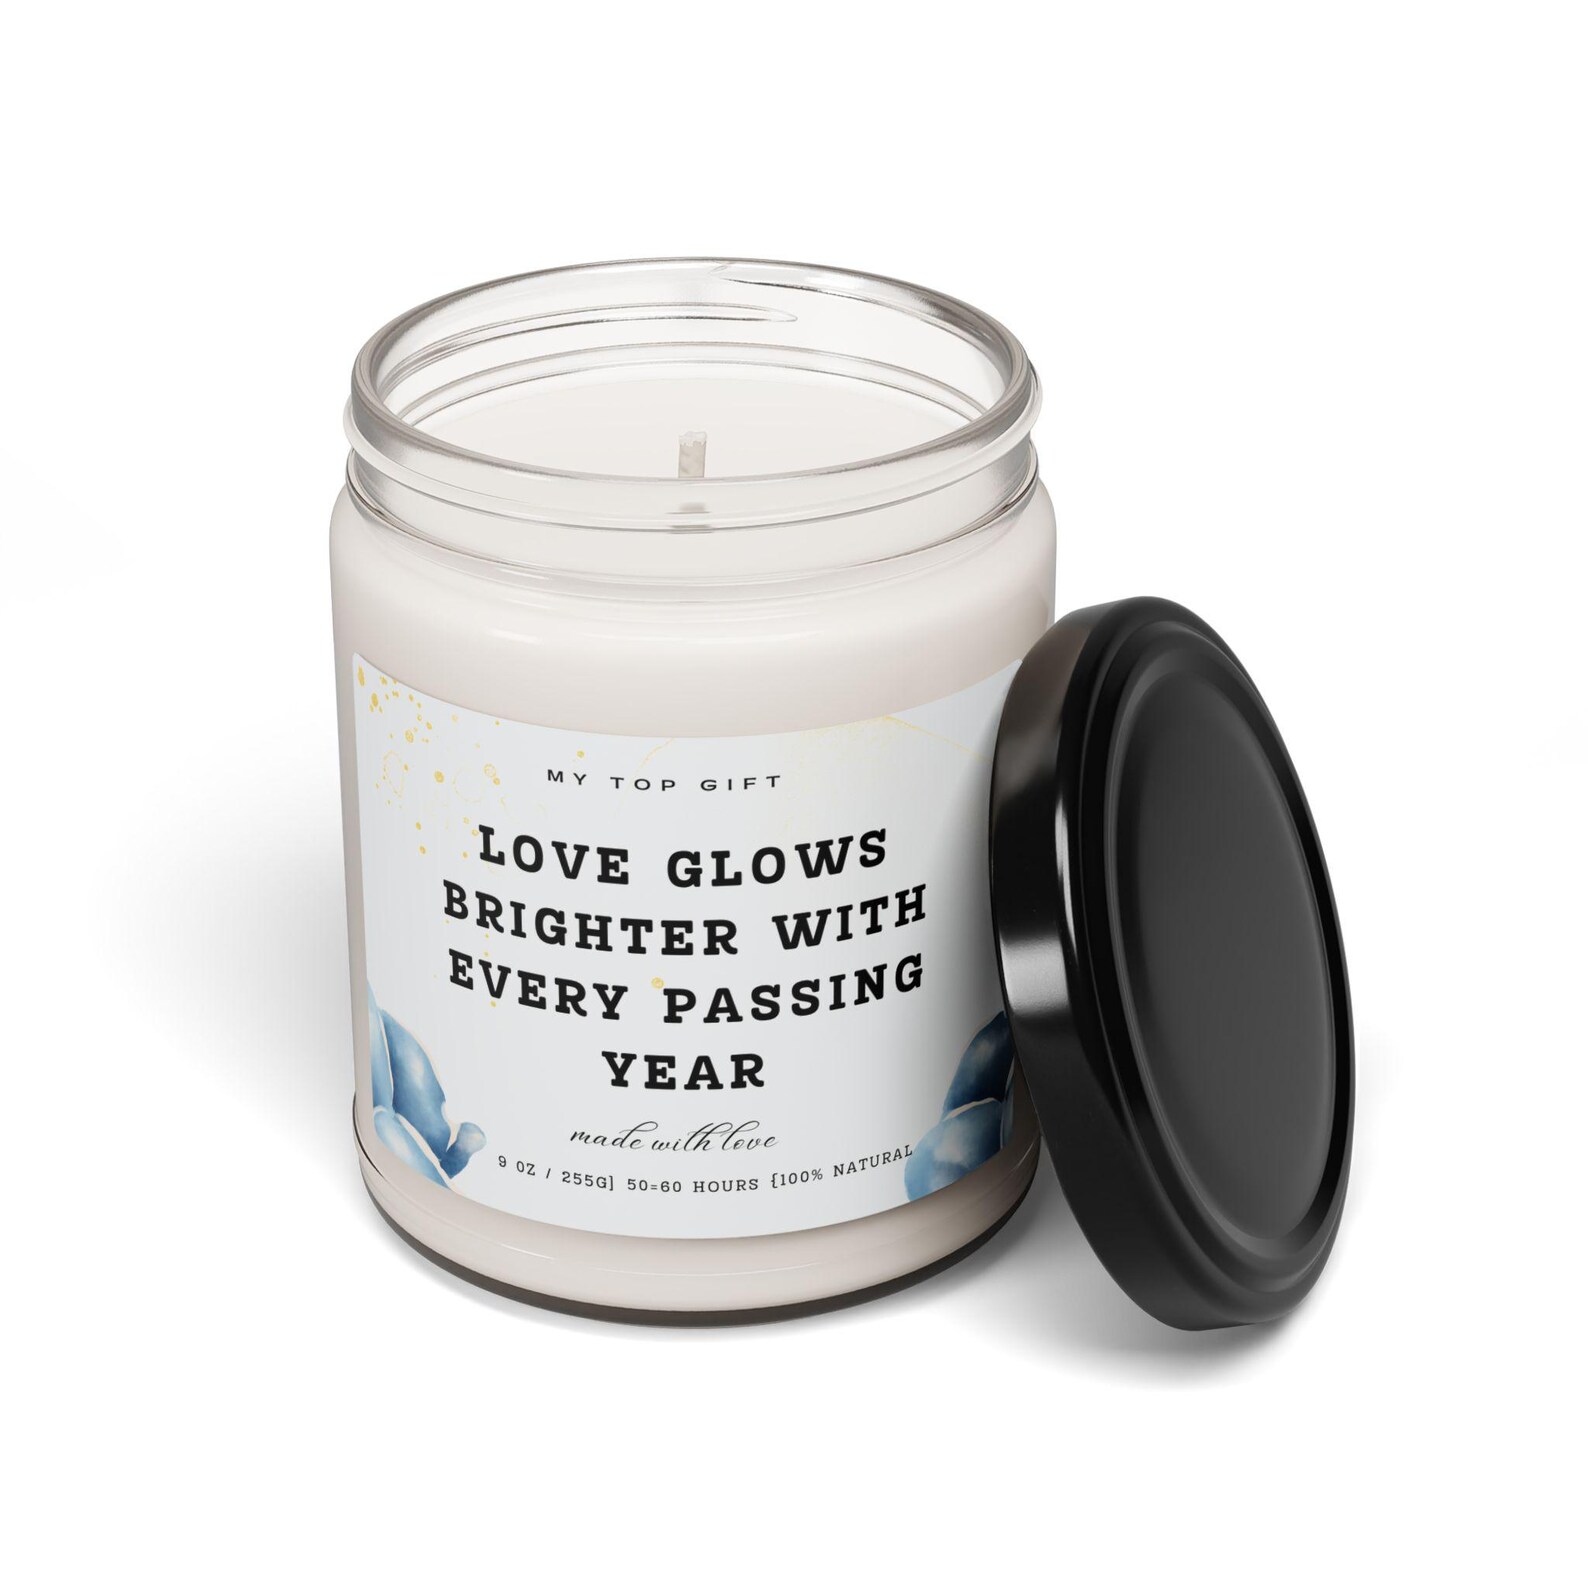 MY TOP GIFT
LOVE GLOWS
BRIGHTER WITH
EVERY PASSING
YEAR
made with love
9 OZ / 255G] 50=60 HOURS {100% NATURAL